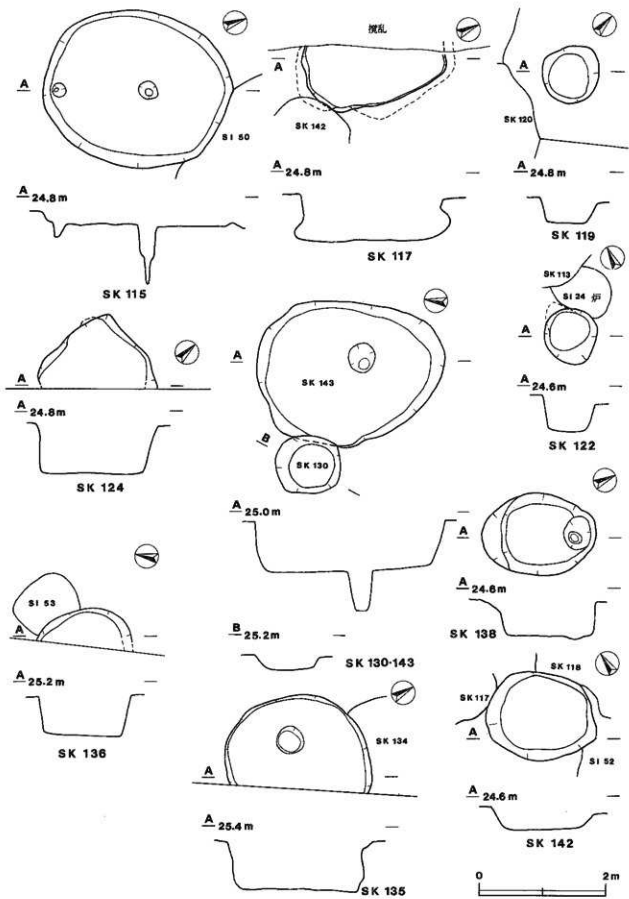 A
SI 50
A
24.8m
SK 115
攪乱
A
SK 142
A
24.8m
SK 117
SK 120
A
A
24.8m
SK 119
SK 113
SI 24 炉
A
A
24.6m
SK 122
A
A
24.8m
SK 124
A
SK 143
B
SK 130
A
25.0m
B
25.2m
SK 130・143
A
24.6m
SK 138
SI 53
A
A
25.2m
SK 136
SK 134
A
A
25.4m
SK 135
SK 118
SK 117
A
SI 52
A
24.6m
SK 142
0 2m